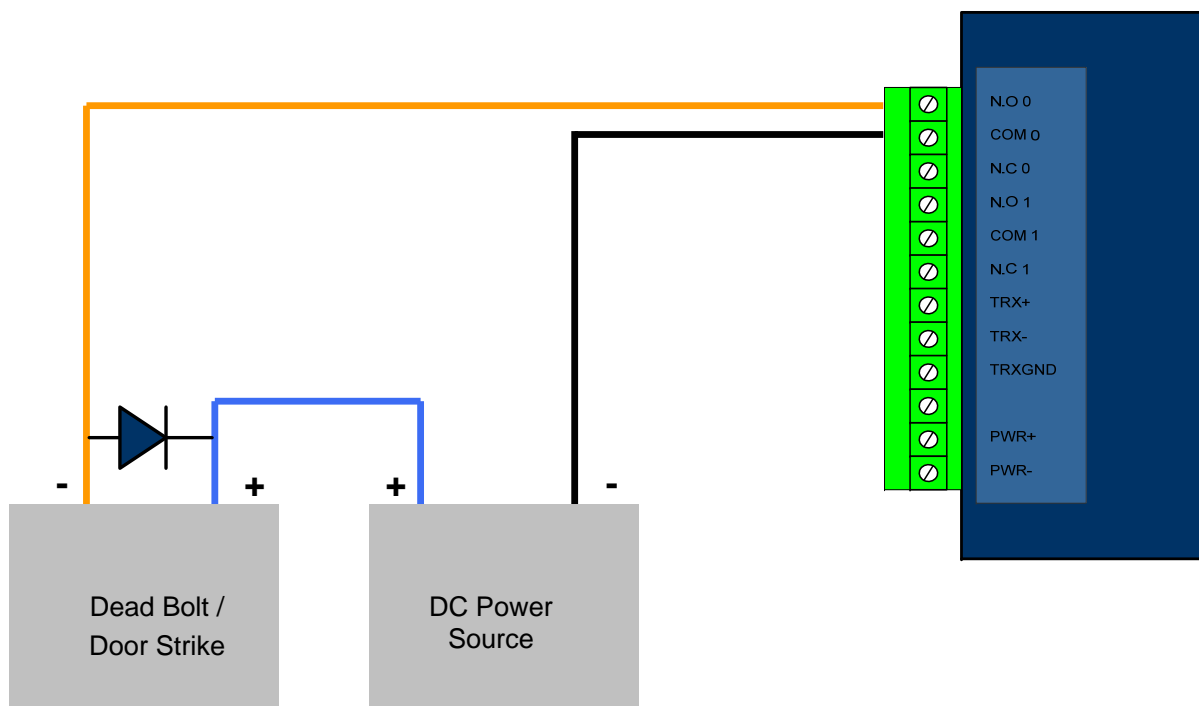 N.O 0
COM 0
N.C 0
N.O 1
COM 1
N.C 1
TRX+
TRX-
TRXGND
PWR+
PWR-
- + + -
Dead Bolt /
Door Strike
DC Power
Source